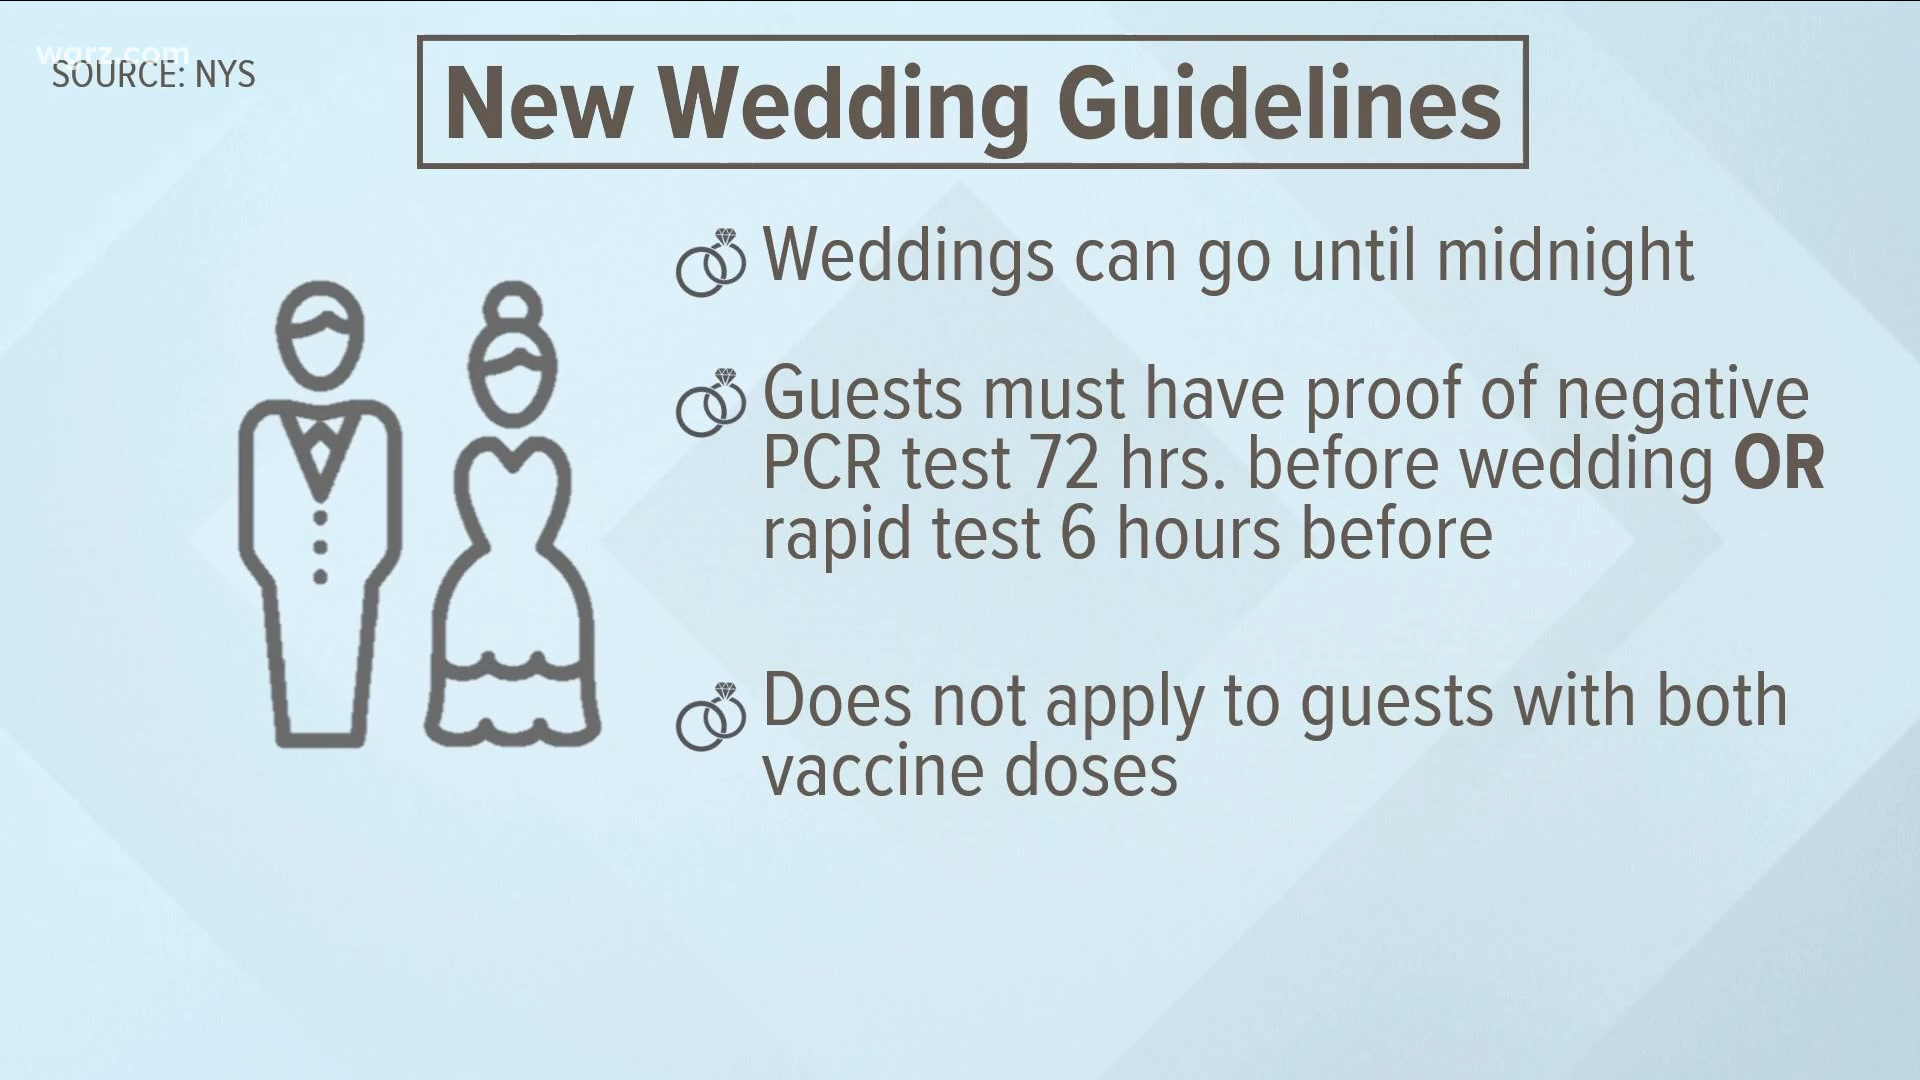 wgrz.com
SOURCE: NYS
New Wedding Guidelines
Weddings can go until midnight
Guests must have proof of negative
PCR test 72 hrs. before wedding OR
rapid test 6 hours before
Does not apply to guests with both
vaccine doses